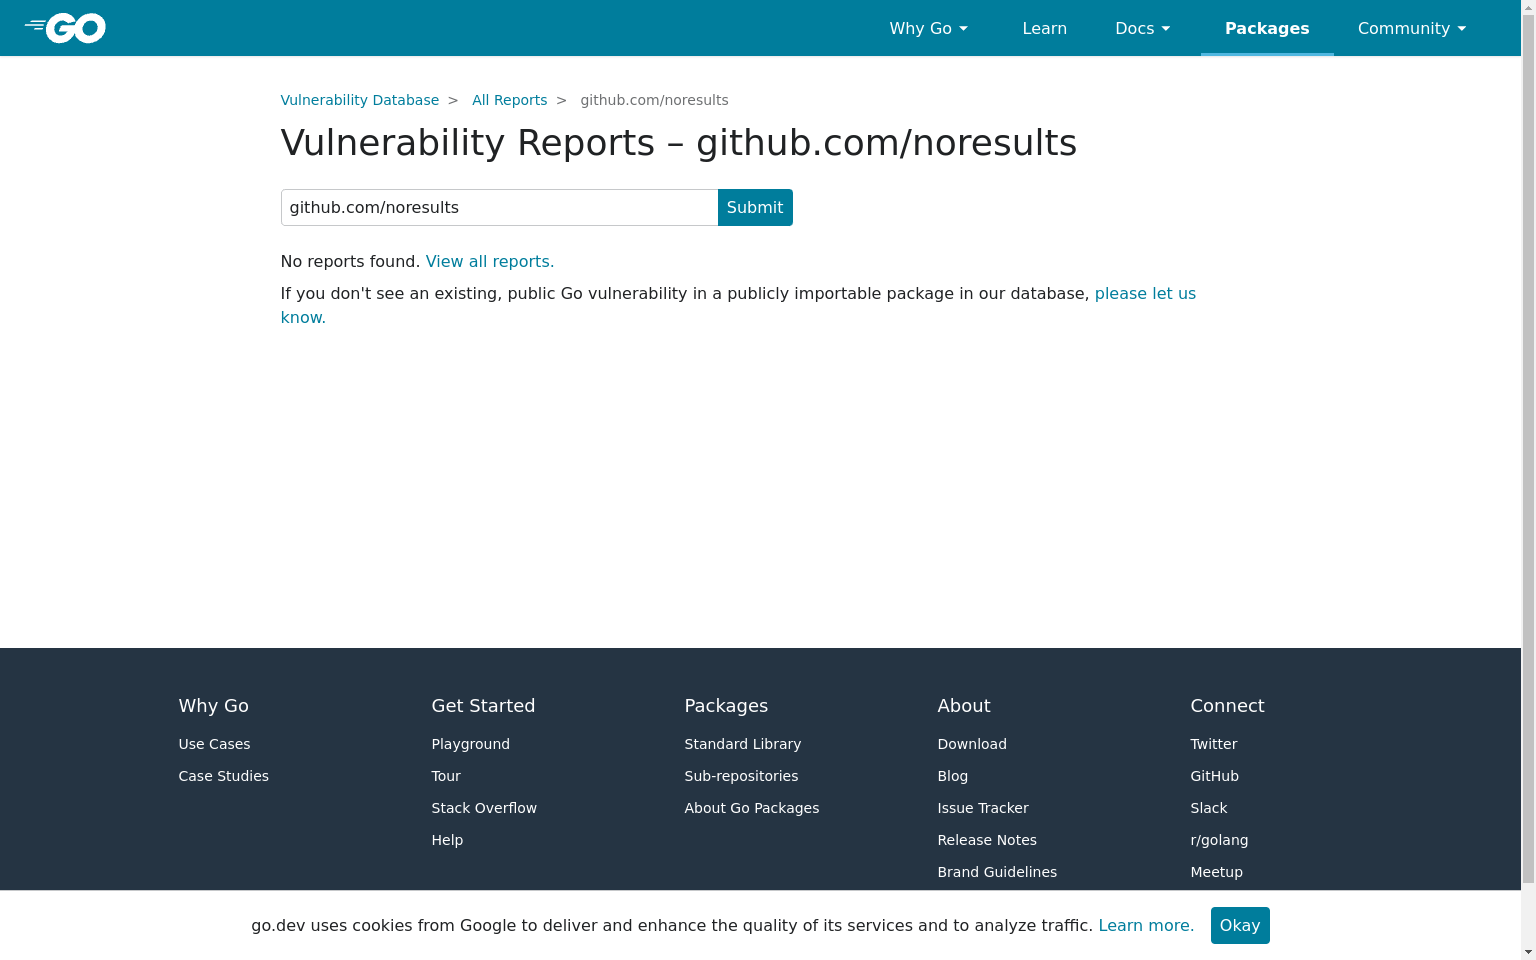 GO
Why Go
Learn
Docs
Packages
Community
Vulnerability Database > All Reports > github.com/noresults
Vulnerability Reports – github.com/noresults
github.com/noresults
Submit
No reports found. View all reports.
If you don't see an existing, public Go vulnerability in a publicly importable package in our database, please let us
know.
Why Go
Use Cases
Case Studies
Get Started
Playground
Tour
Stack Overflow
Help
Packages
Standard Library
Sub-repositories
About Go Packages
About
Download
Blog
Issue Tracker
Release Notes
Brand Guidelines
Connect
Twitter
GitHub
Slack
r/golang
Meetup
go.dev uses cookies from Google to deliver and enhance the quality of its services and to analyze traffic. Learn more.
Okay